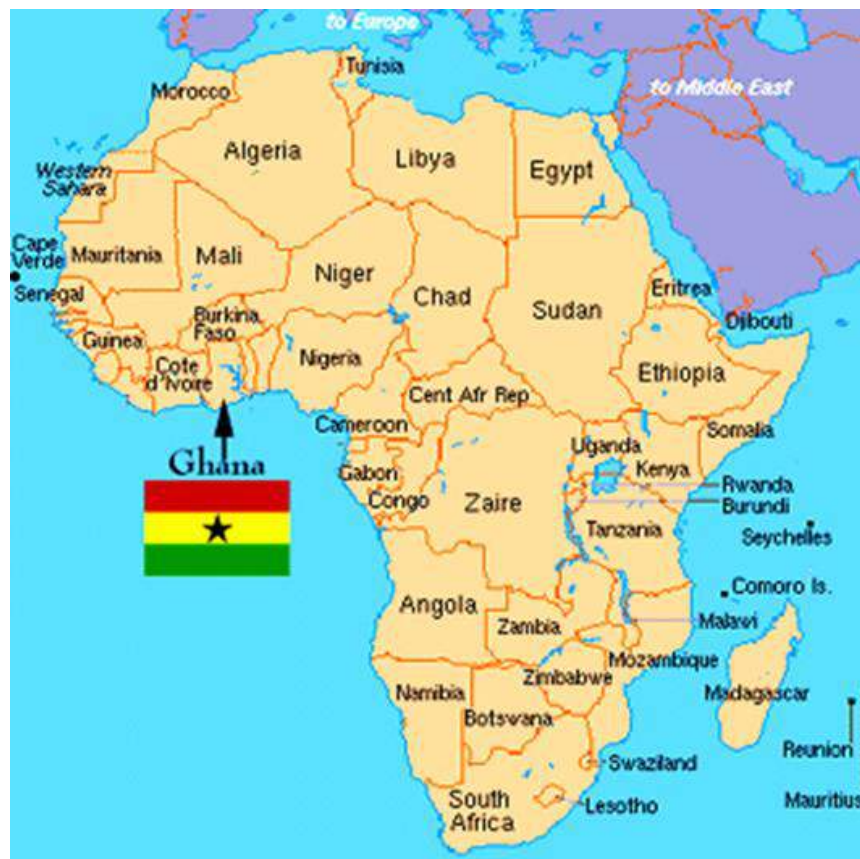 to Europe
Tunisia
Morocco
to Middle East
Algeria
Libya
Egypt
Western
Sahara
Cape
Verde
Mauritania
Mali
Niger
Chad
Sudan
Eritrea
Senegal
Burkina
Faso
Djibouti
Guinea
Nigeria
Cote
d'Ivoire
Ethiopia
Cent Afr Rep
Cameroon
Somalia
Uganda
Kenya
Ghana
Gabon
Rwanda
Congo
Zaire
Burundi
Tanzania
Seychelles
Comoro Is.
Angola
Malawi
Zambia
Mozambique
Zimbabwe
Namibia
Madagascar
Botswana
Reunion
Swaziland
South
Africa
Lesotho
Mauritius